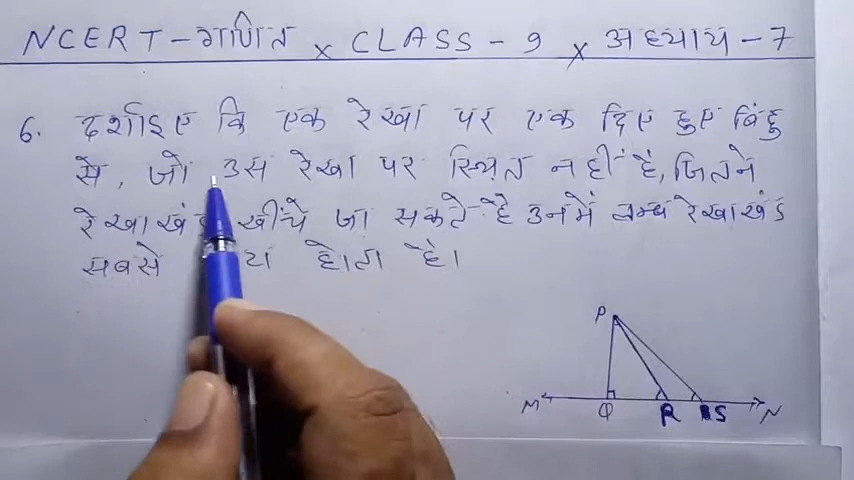 NCERT - गणित x CLASS - 9 x अध्याय - 7
6. दर्शाइए कि एक रेखा पर एक दिए हुए बिंदु
से, जो उस रेखा पर स्थित नहीं है, जितने
रेखाखं खींचे जा सकते है उनमें लम्ब रेखाखंड
सबसे टा होता है।
P
M Q R S N